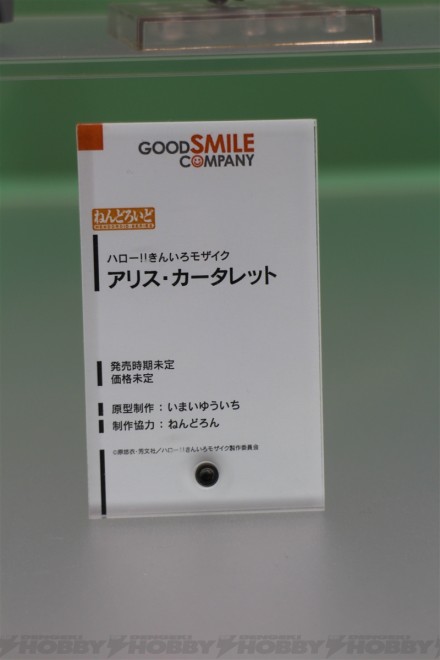 GOODSMILE
COMPANY
ねんどろいど
ハロー!!きんいろモザイク
アリス・カータレット
発売時期未定
価格未定
原型制作：いまいゆういち
制作協力：ねんどろん
©原悠衣・芳文社／ハロー!!きんいろモザイク製作委員会
HOBBY HOBBY HOBBY HOBBY